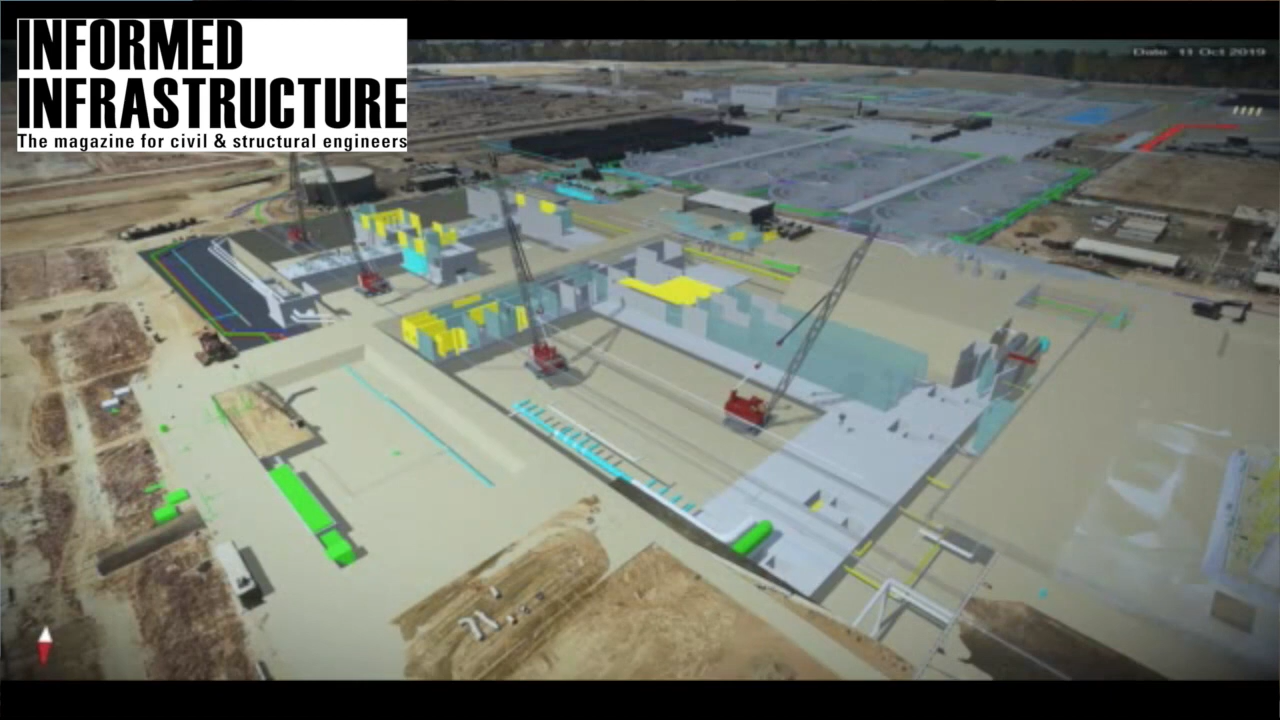 INFORMED
INFRASTRUCTURE
The magazine for civil & structural engineers
Date: 11 Oct 2019